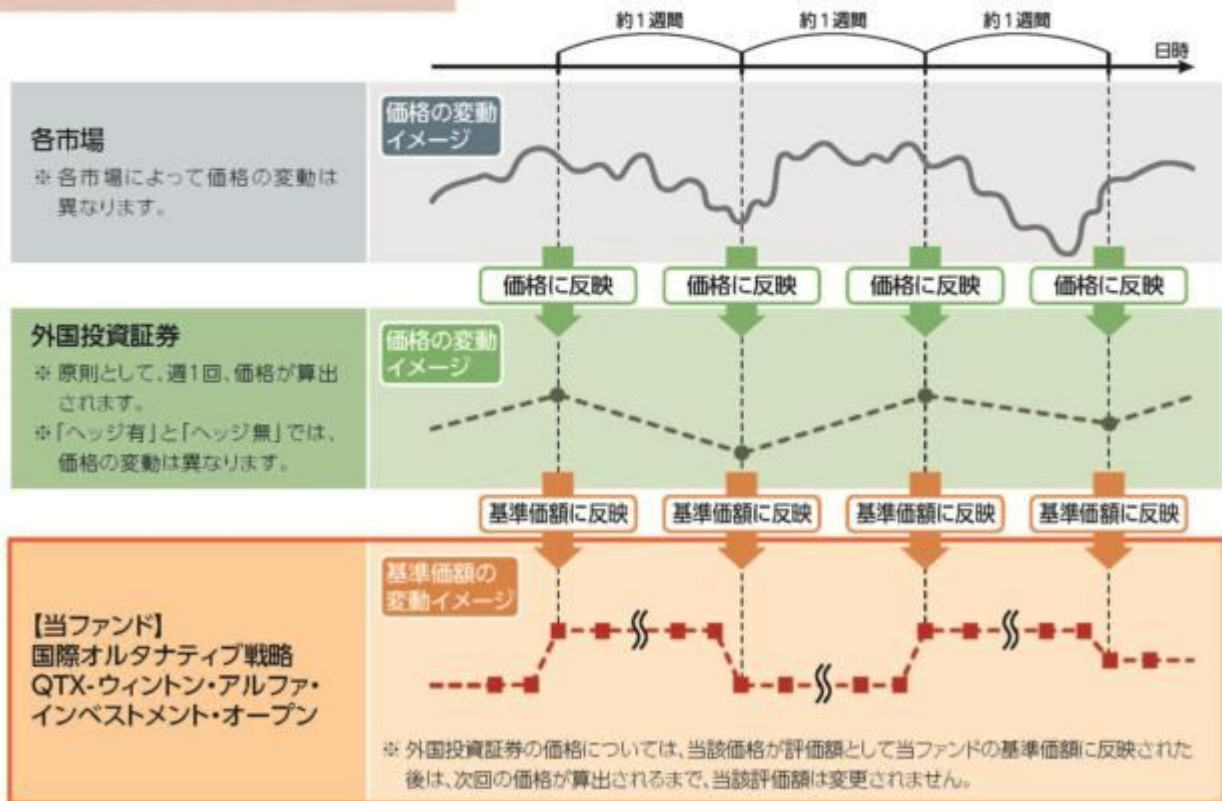 約1週間 約1週間 約1週間
日時
各市場
※ 各市場によって価格の変動は
異なります。
価格の変動
イメージ
価格に反映 価格に反映 価格に反映 価格に反映
外国投資証券
※ 原則として、週1回、価格が算出
されます。
※「ヘッジ有」と「ヘッジ無」では、
価格の変動は異なります。
価格の変動
イメージ
基準価額に反映 基準価額に反映 基準価額に反映 基準価額に反映
【当ファンド】
国際オルタナティブ戦略
QTX-ウィントン・アルファ・
インベストメント・オープン
基準価額の
変動イメージ
※ 外国投資証券の価格については、当該価格が評価額として当ファンドの基準価額に反映された
後は、次回の価格が算出されるまで、当該評価額は変更されません。